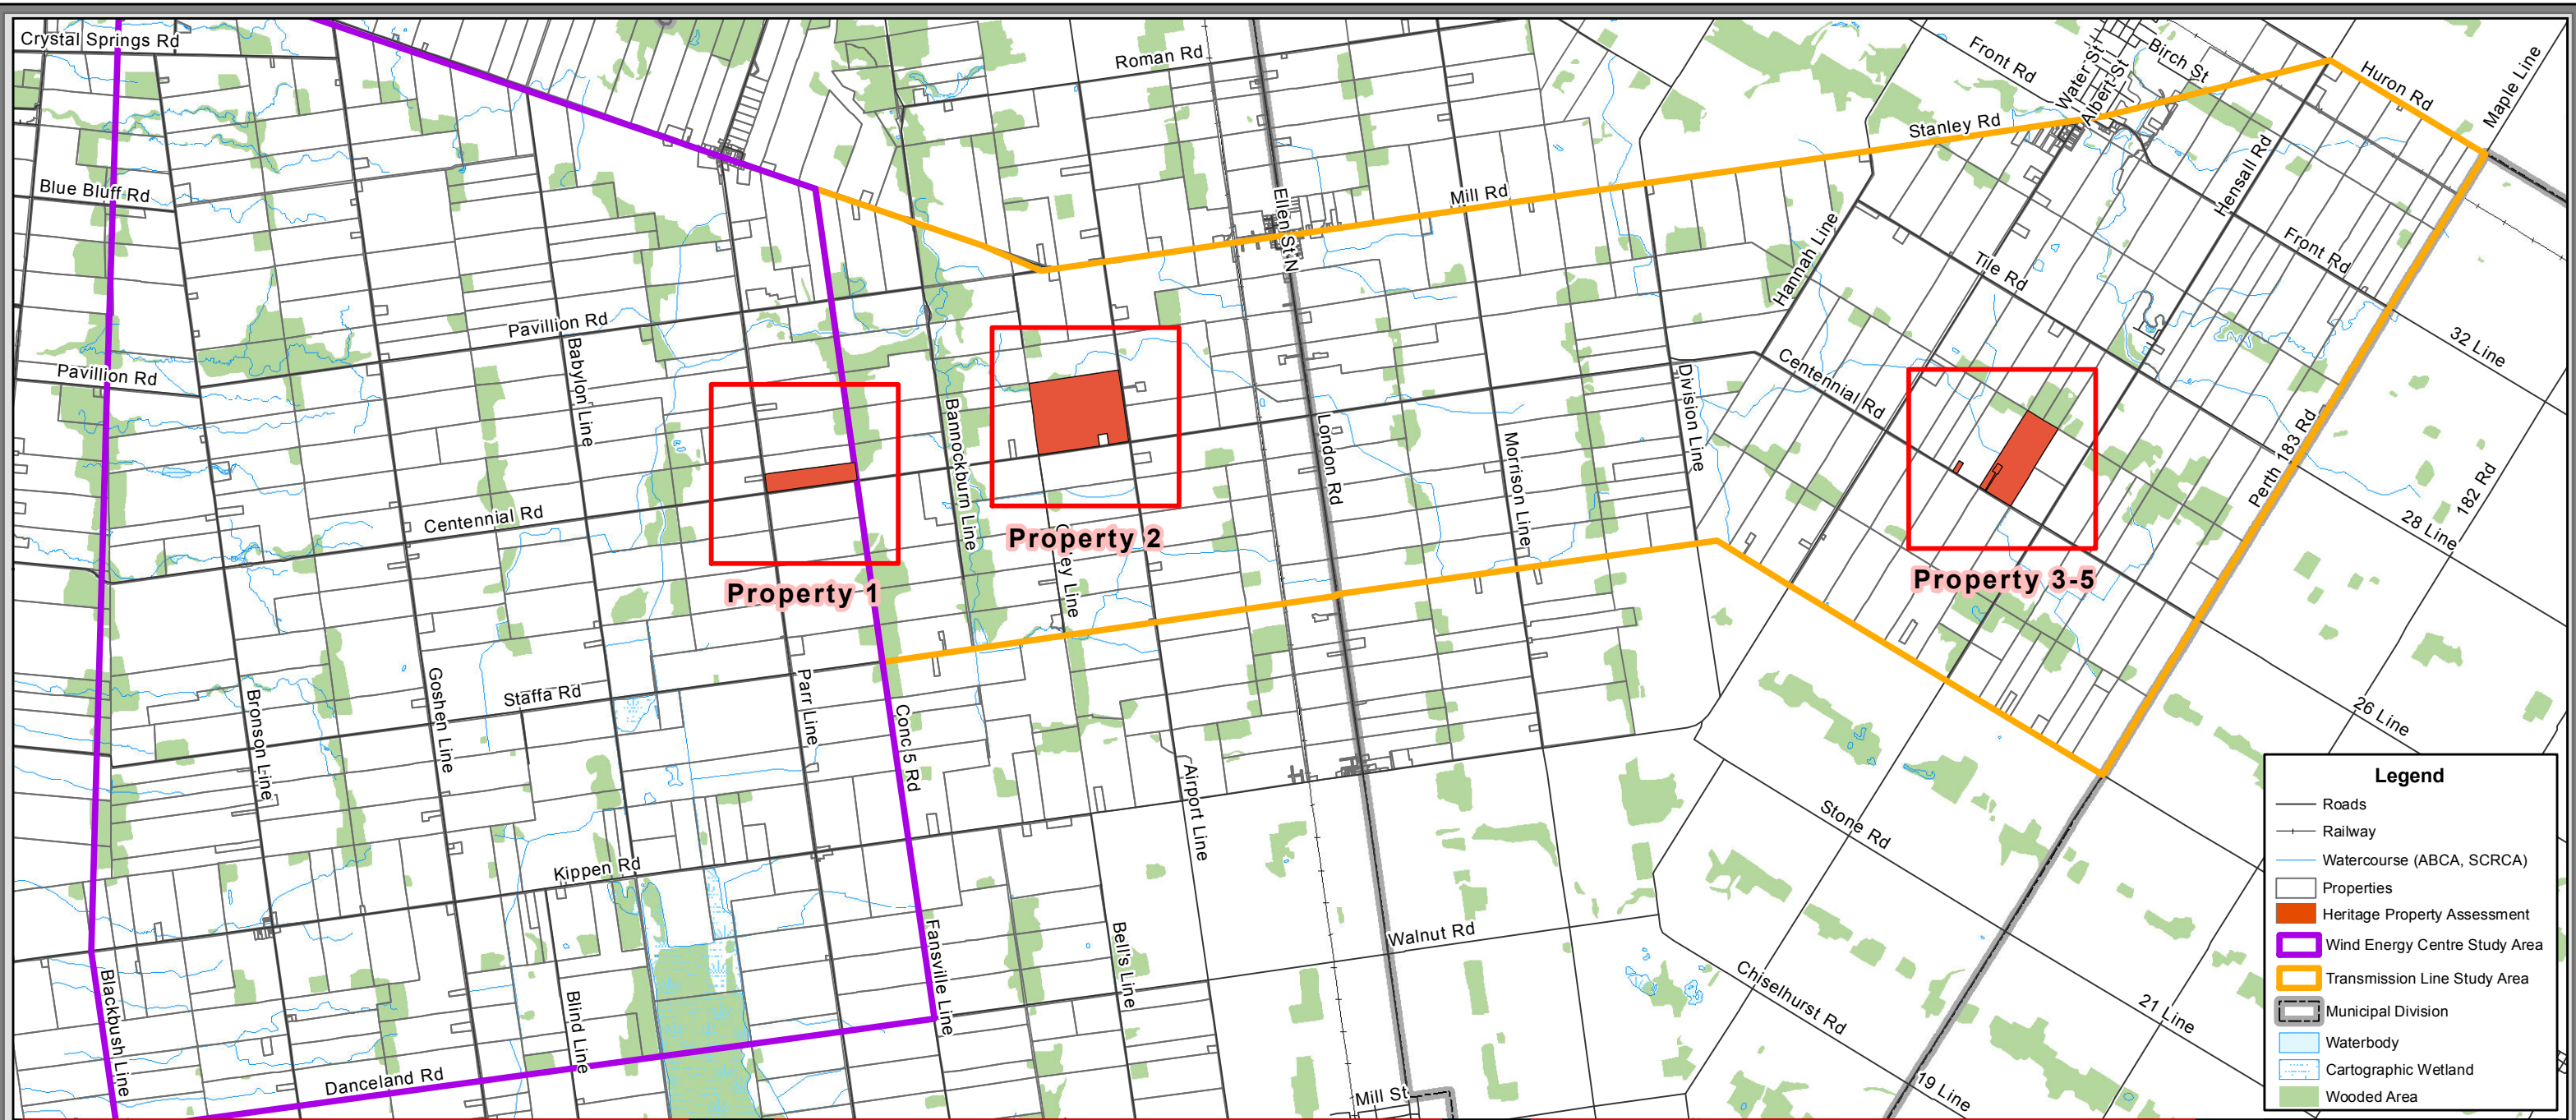 Crystal Springs Rd
Roman Rd
Front Rd
Water St
Albert St
Birch St
Huron Rd
Maple Line
Stanley Rd
Blue Bluff Rd
Mill Rd
Ellen St N
Hannah Line
Hensall Rd
Tile Rd
Front Rd
Pavillion Rd
Babylon Line
Pavillion Rd
Bannockburn Line
London Rd
Morrison Line
Division Line
Centennial Rd
32 Line
Perth 183 Rd
182 Rd
28 Line
Centennial Rd
Property 1
Property 2
Property 3-5
Bronson Line
Goshen Line
Staffa Rd
Parr Line
Conc 5 Rd
Airport Line
26 Line
Stone Rd
Kippen Rd
Walnut Rd
Blackbush Line
Blind Line
Fansville Line
Bell's Line
Chiselhurst Rd
21 Line
19 Line
Danceland Rd
Mill St
Legend
Roads
Railway
Watercourse (ABCA, SCRCA)
Properties
Heritage Property Assessment
Wind Energy Centre Study Area
Transmission Line Study Area
Municipal Division
Waterbody
Cartographic Wetland
Wooded Area